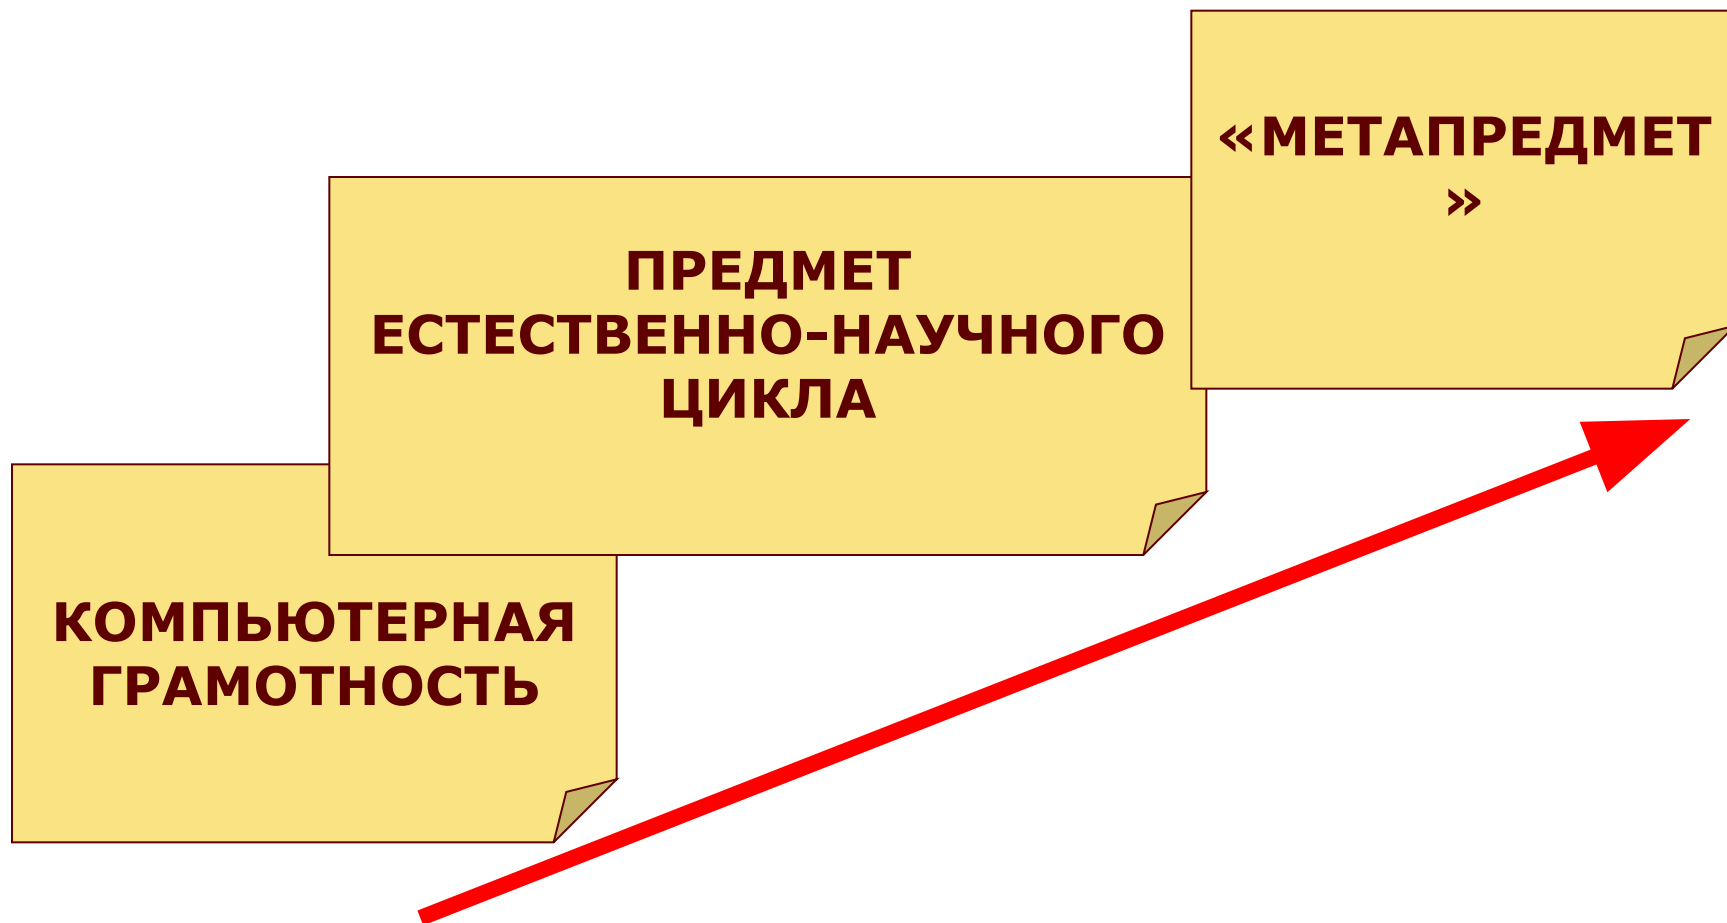 «МЕТАПРЕДМЕТ
»
ПРЕДМЕТ
ЕСТЕСТВЕННО-НАУЧНОГО
ЦИКЛА
КОМПЬЮТЕРНАЯ
ГРАМОТНОСТЬ